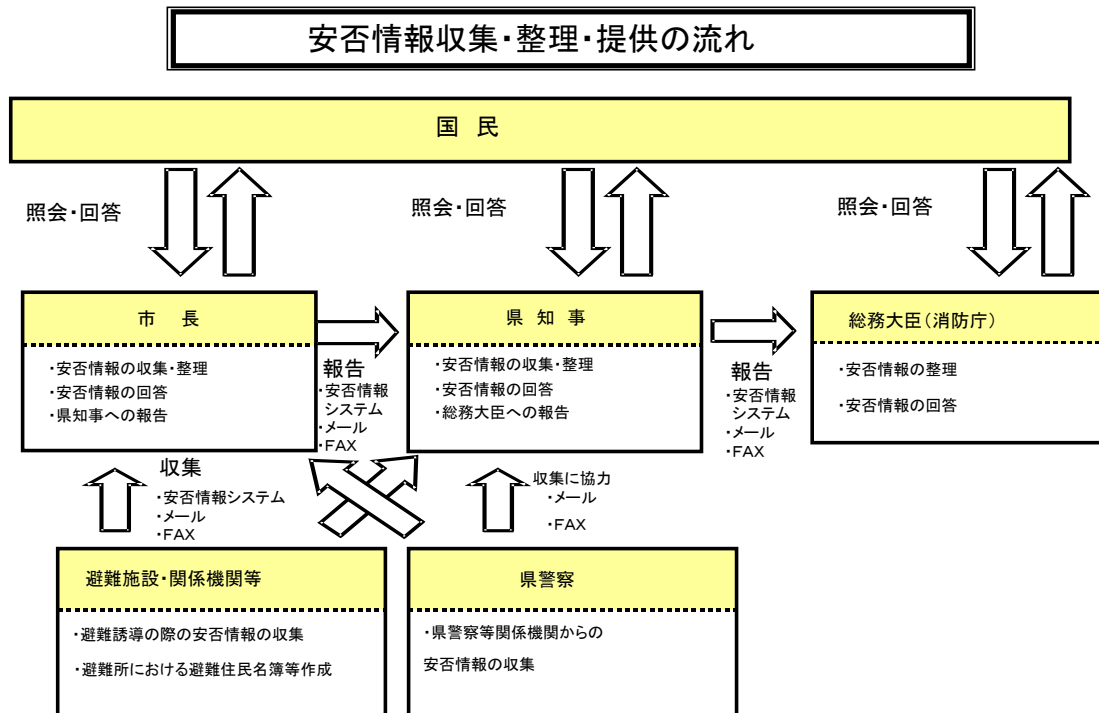 安否情報収集・整理・提供の流れ
国 民
照会・回答
照会・回答
照会・回答
市 長
・安否情報の収集・整理
・安否情報の回答
・県知事への報告
報告
・安否情報
システム
・メール
・FAX
県 知 事
・安否情報の収集・整理
・安否情報の回答
・総務大臣への報告
報告
・安否情報
システム
・メール
・FAX
総務大臣(消防庁)
・安否情報の整理
・安否情報の回答
収集
・安否情報システム
・メール
・FAX
収集に協力
・メール
・FAX
避難施設・関係機関等
・避難誘導の際の安否情報の収集
・避難所における避難住民名簿等作成
県警察
・県警察等関係機関からの
安否情報の収集